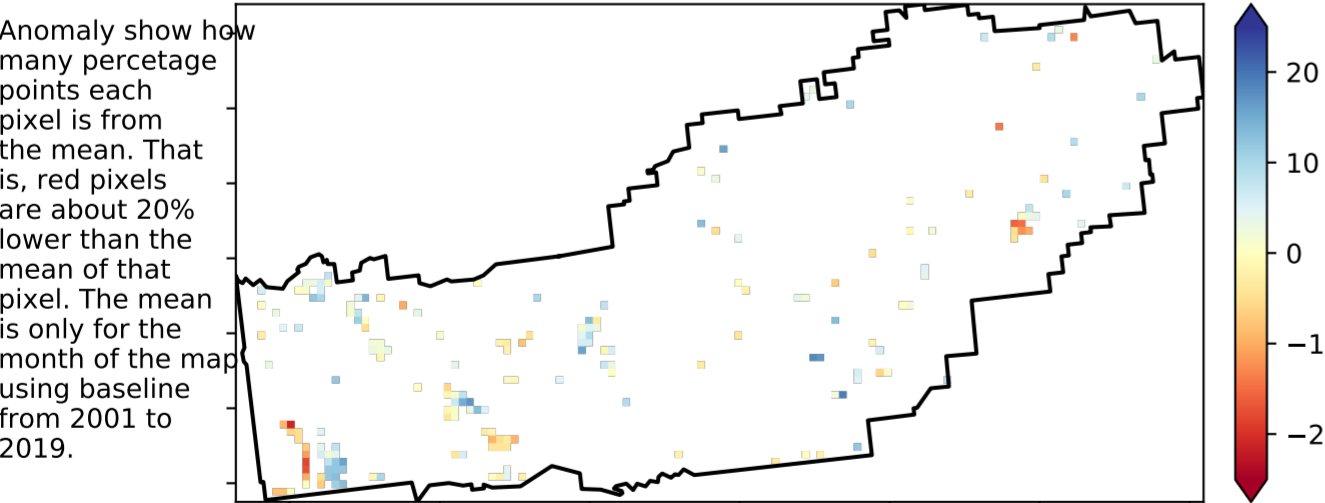 Anomaly show how
many percetage
points each
pixel is from
the mean. That
is, red pixels
are about 20%
lower than the
mean of that
pixel. The mean
is only for the
month of the map
using baseline
from 2001 to
2019.
20
10
0
−1
−2